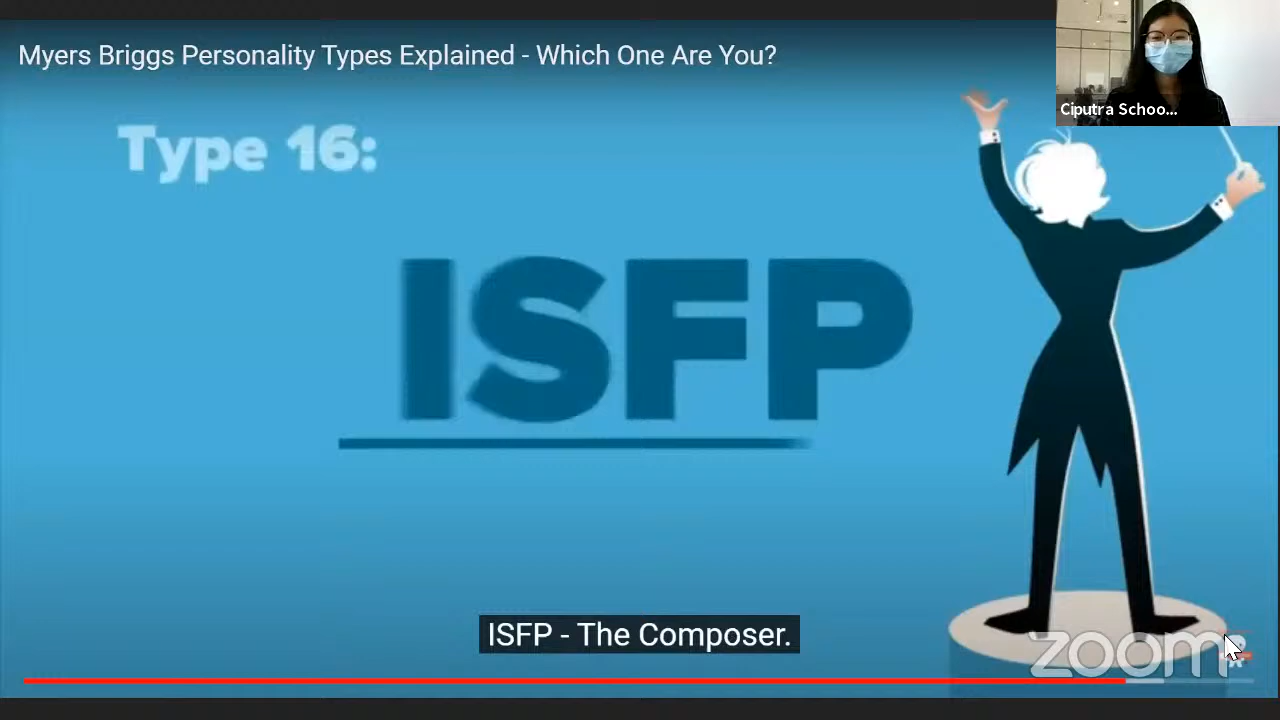 Myers Briggs Personality Types Explained - Which One Are You?
Ciputra Schoo...
Type 16:
ISFP
ISFP - The Composer.
zoom